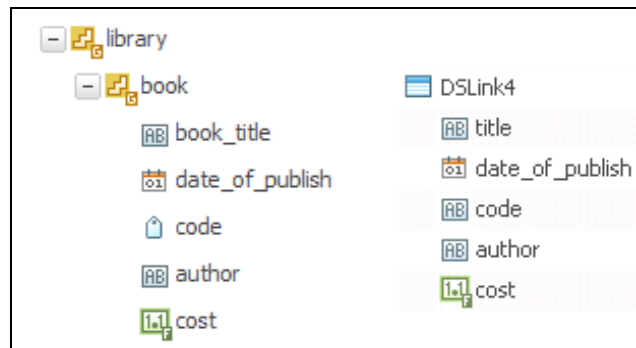 library
book
book_title
date_of_publish
code
author
cost
DSLink4
title
date_of_publish
code
author
cost